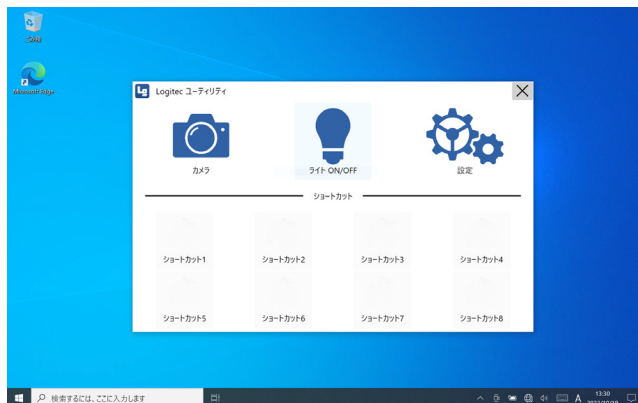 ごみ箱
Microsoft Edge
Lg Logitec ユーティリティ
カメラ
ライト ON/OFF
設定
ショートカット
ショートカット1
ショートカット2
ショートカット3
ショートカット4
ショートカット5
ショートカット6
ショートカット7
ショートカット8
検索するには、ここに入力します
A
13:30
2022/10/19